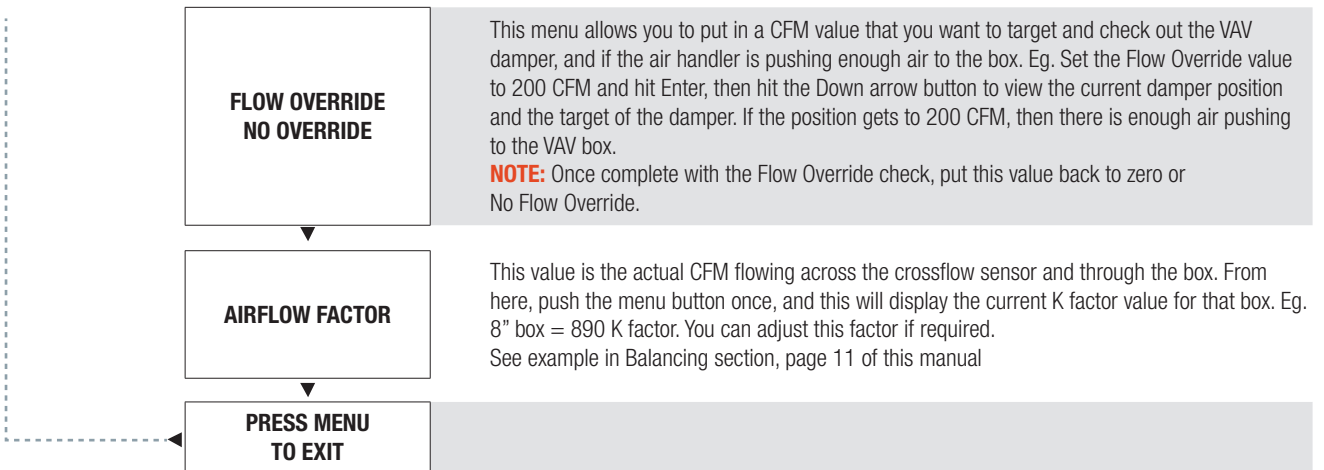 FLOW OVERRIDE
NO OVERRIDE
This menu allows you to put in a CFM value that you want to target and check out the VAV
damper, and if the air handler is pushing enough air to the box. Eg. Set the Flow Override value
to 200 CFM and hit Enter, then hit the Down arrow button to view the current damper position
and the target of the damper. If the position gets to 200 CFM, then there is enough air pushing
to the VAV box.
NOTE: Once complete with the Flow Override check, put this value back to zero or
No Flow Override.
AIRFLOW FACTOR
This value is the actual CFM flowing across the crossflow sensor and through the box. From
here, push the menu button once, and this will display the current K factor value for that box. Eg.
8" box = 890 K factor. You can adjust this factor if required.
See example in Balancing section, page 11 of this manual
PRESS MENU
TO EXIT